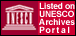 Listed on
UNESCO
Archives
Portal